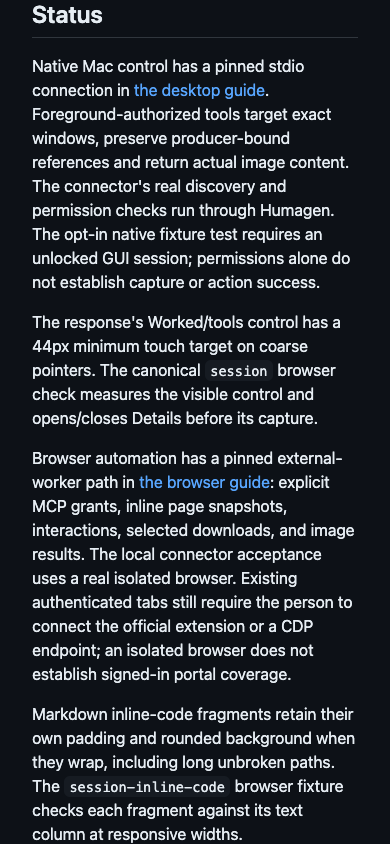 Status
Native Mac control has a pinned stdio
connection in the desktop guide.
Foreground-authorized tools target exact
windows, preserve producer-bound
references and return actual image content.
The connector's real discovery and
permission checks run through Humagen.
The opt-in native fixture test requires an
unlocked GUI session; permissions alone do
not establish capture or action success.
The response's Worked/tools control has a
44px minimum touch target on coarse
pointers. The canonical session browser
check measures the visible control and
opens/closes Details before its capture.
Browser automation has a pinned external-
worker path in the browser guide: explicit
MCP grants, inline page snapshots,
interactions, selected downloads, and image
results. The local connector acceptance
uses a real isolated browser. Existing
authenticated tabs still require the person to
connect the official extension or a CDP
endpoint; an isolated browser does not
establish signed-in portal coverage.
Markdown inline-code fragments retain their
own padding and rounded background when
they wrap, including long unbroken paths.
The session-inline-code browser fixture
checks each fragment against its text
column at responsive widths.